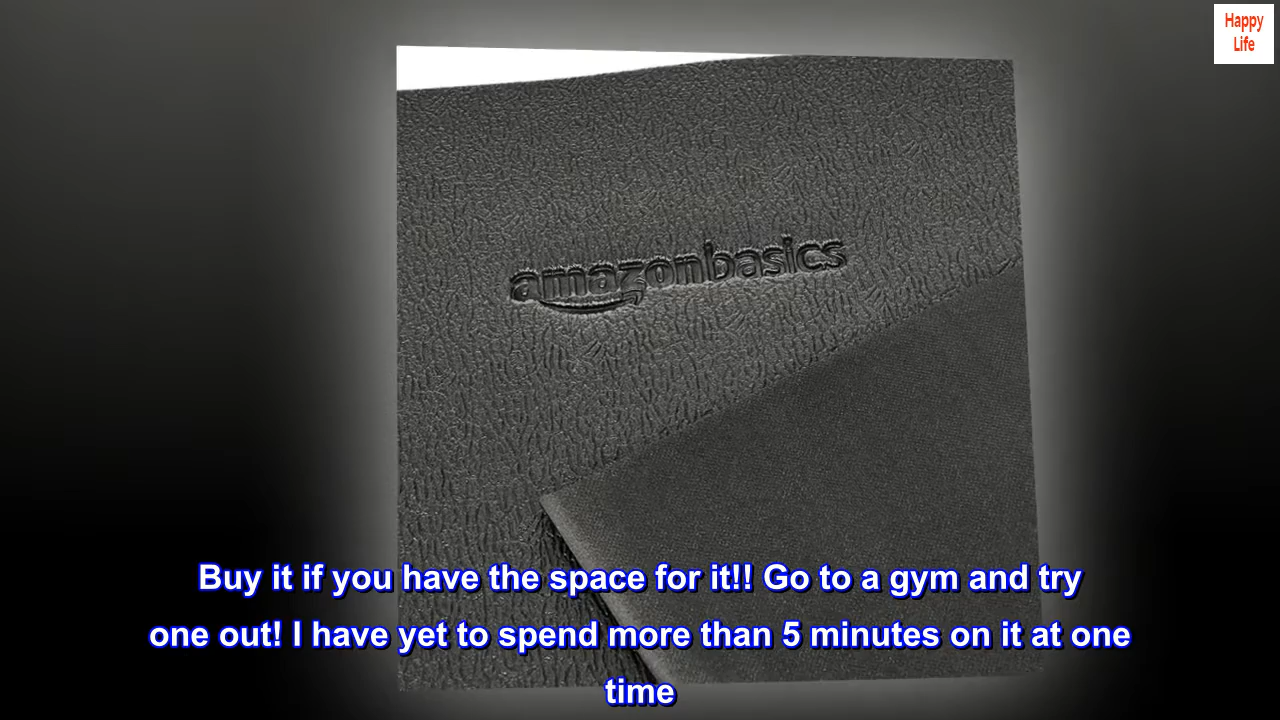 Happy
Life
amazonbasics
Buy it if you have the space for it!! Go to a gym and try
one out! I have yet to spend more than 5 minutes on it at one
time